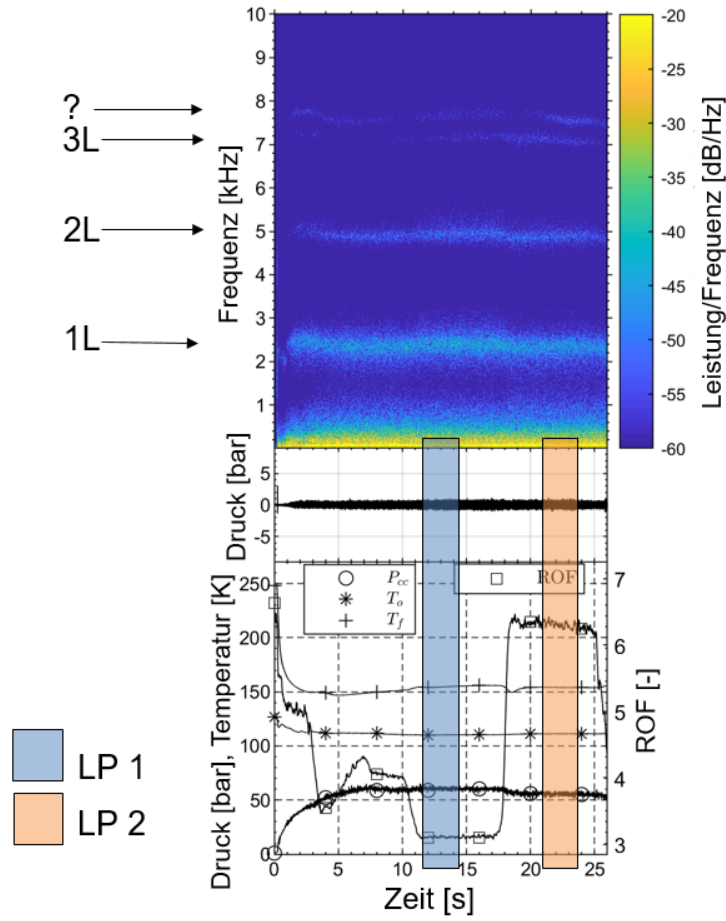 10
9
8
7
6
5
4
3
2
1
Frequenz [kHz]
?
3L
2L
1L
-20
-25
-30
-35
-40
-45
-50
-55
-60
Leistung/Frequenz [dB/Hz]
5
0
-5
Druck [bar]
250
200
150
100
50
0
Druck [bar], Temperatur [K]
P_cc
T_o
T_f
ROF
7
6
5
4
3
ROF [-]
0
5
10
15
20
25
Zeit [s]
LP 1
LP 2